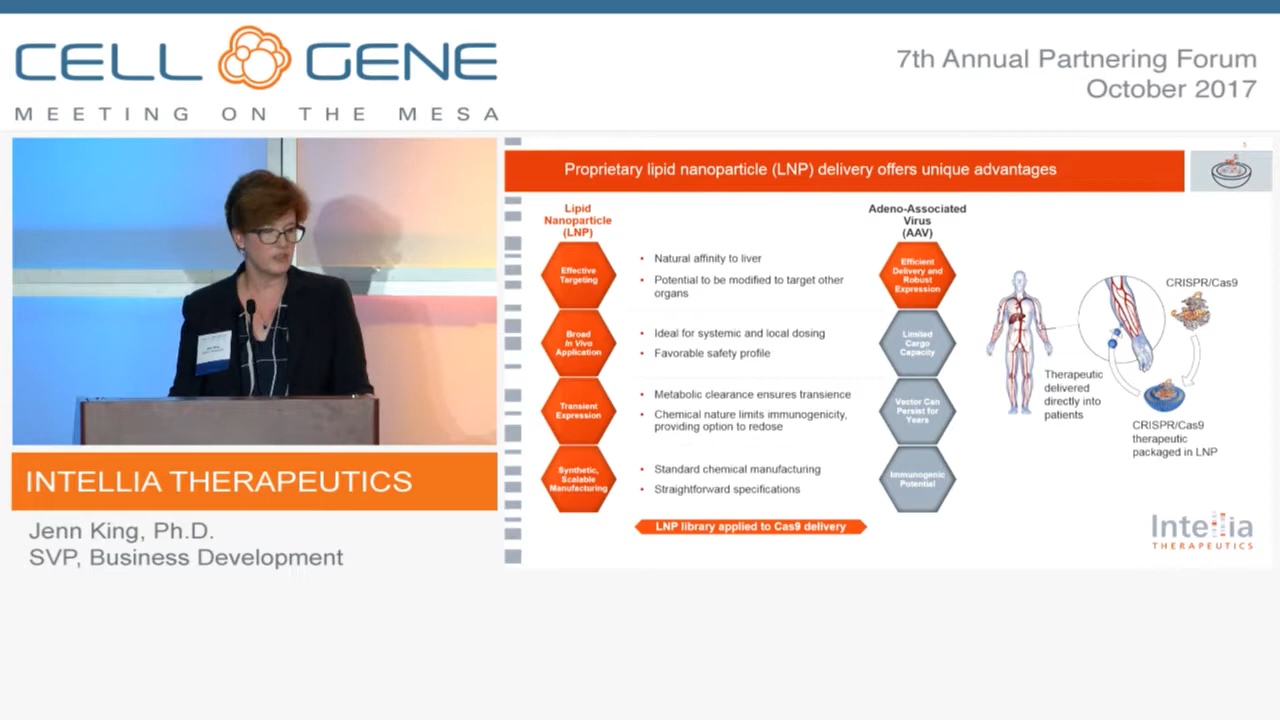 CELL GENE
MEETING ON THE MESA
7th Annual Partnering Forum
October 2017
INTELLIA THERAPEUTICS
Jenn King, Ph.D.
SVP, Business Development
5
Proprietary lipid nanoparticle (LNP) delivery offers unique advantages
Lipid
Nanoparticle
(LNP)
Effective
Targeting
• Natural affinity to liver
• Potential to be modified to target other
organs
Broad
In Vivo
Application
• Ideal for systemic and local dosing
• Favorable safety profile
Transient
Expression
• Metabolic clearance ensures transience
• Chemical nature limits immunogenicity,
providing option to redose
Synthetic,
Scalable
Manufacturing
• Standard chemical manufacturing
• Straightforward specifications
LNP library applied to Cas9 delivery
Adeno-Associated
Virus
(AAV)
Efficient
Delivery and
Robust
Expression
Limited
Cargo
Capacity
Vector Can
Persist for
Years
Immunogenic
Potential
CRISPR/Cas9
Therapeutic
delivered
directly into
patients
CRISPR/Cas9
therapeutic
packaged in LNP
Intellia
THERAPEUTICS